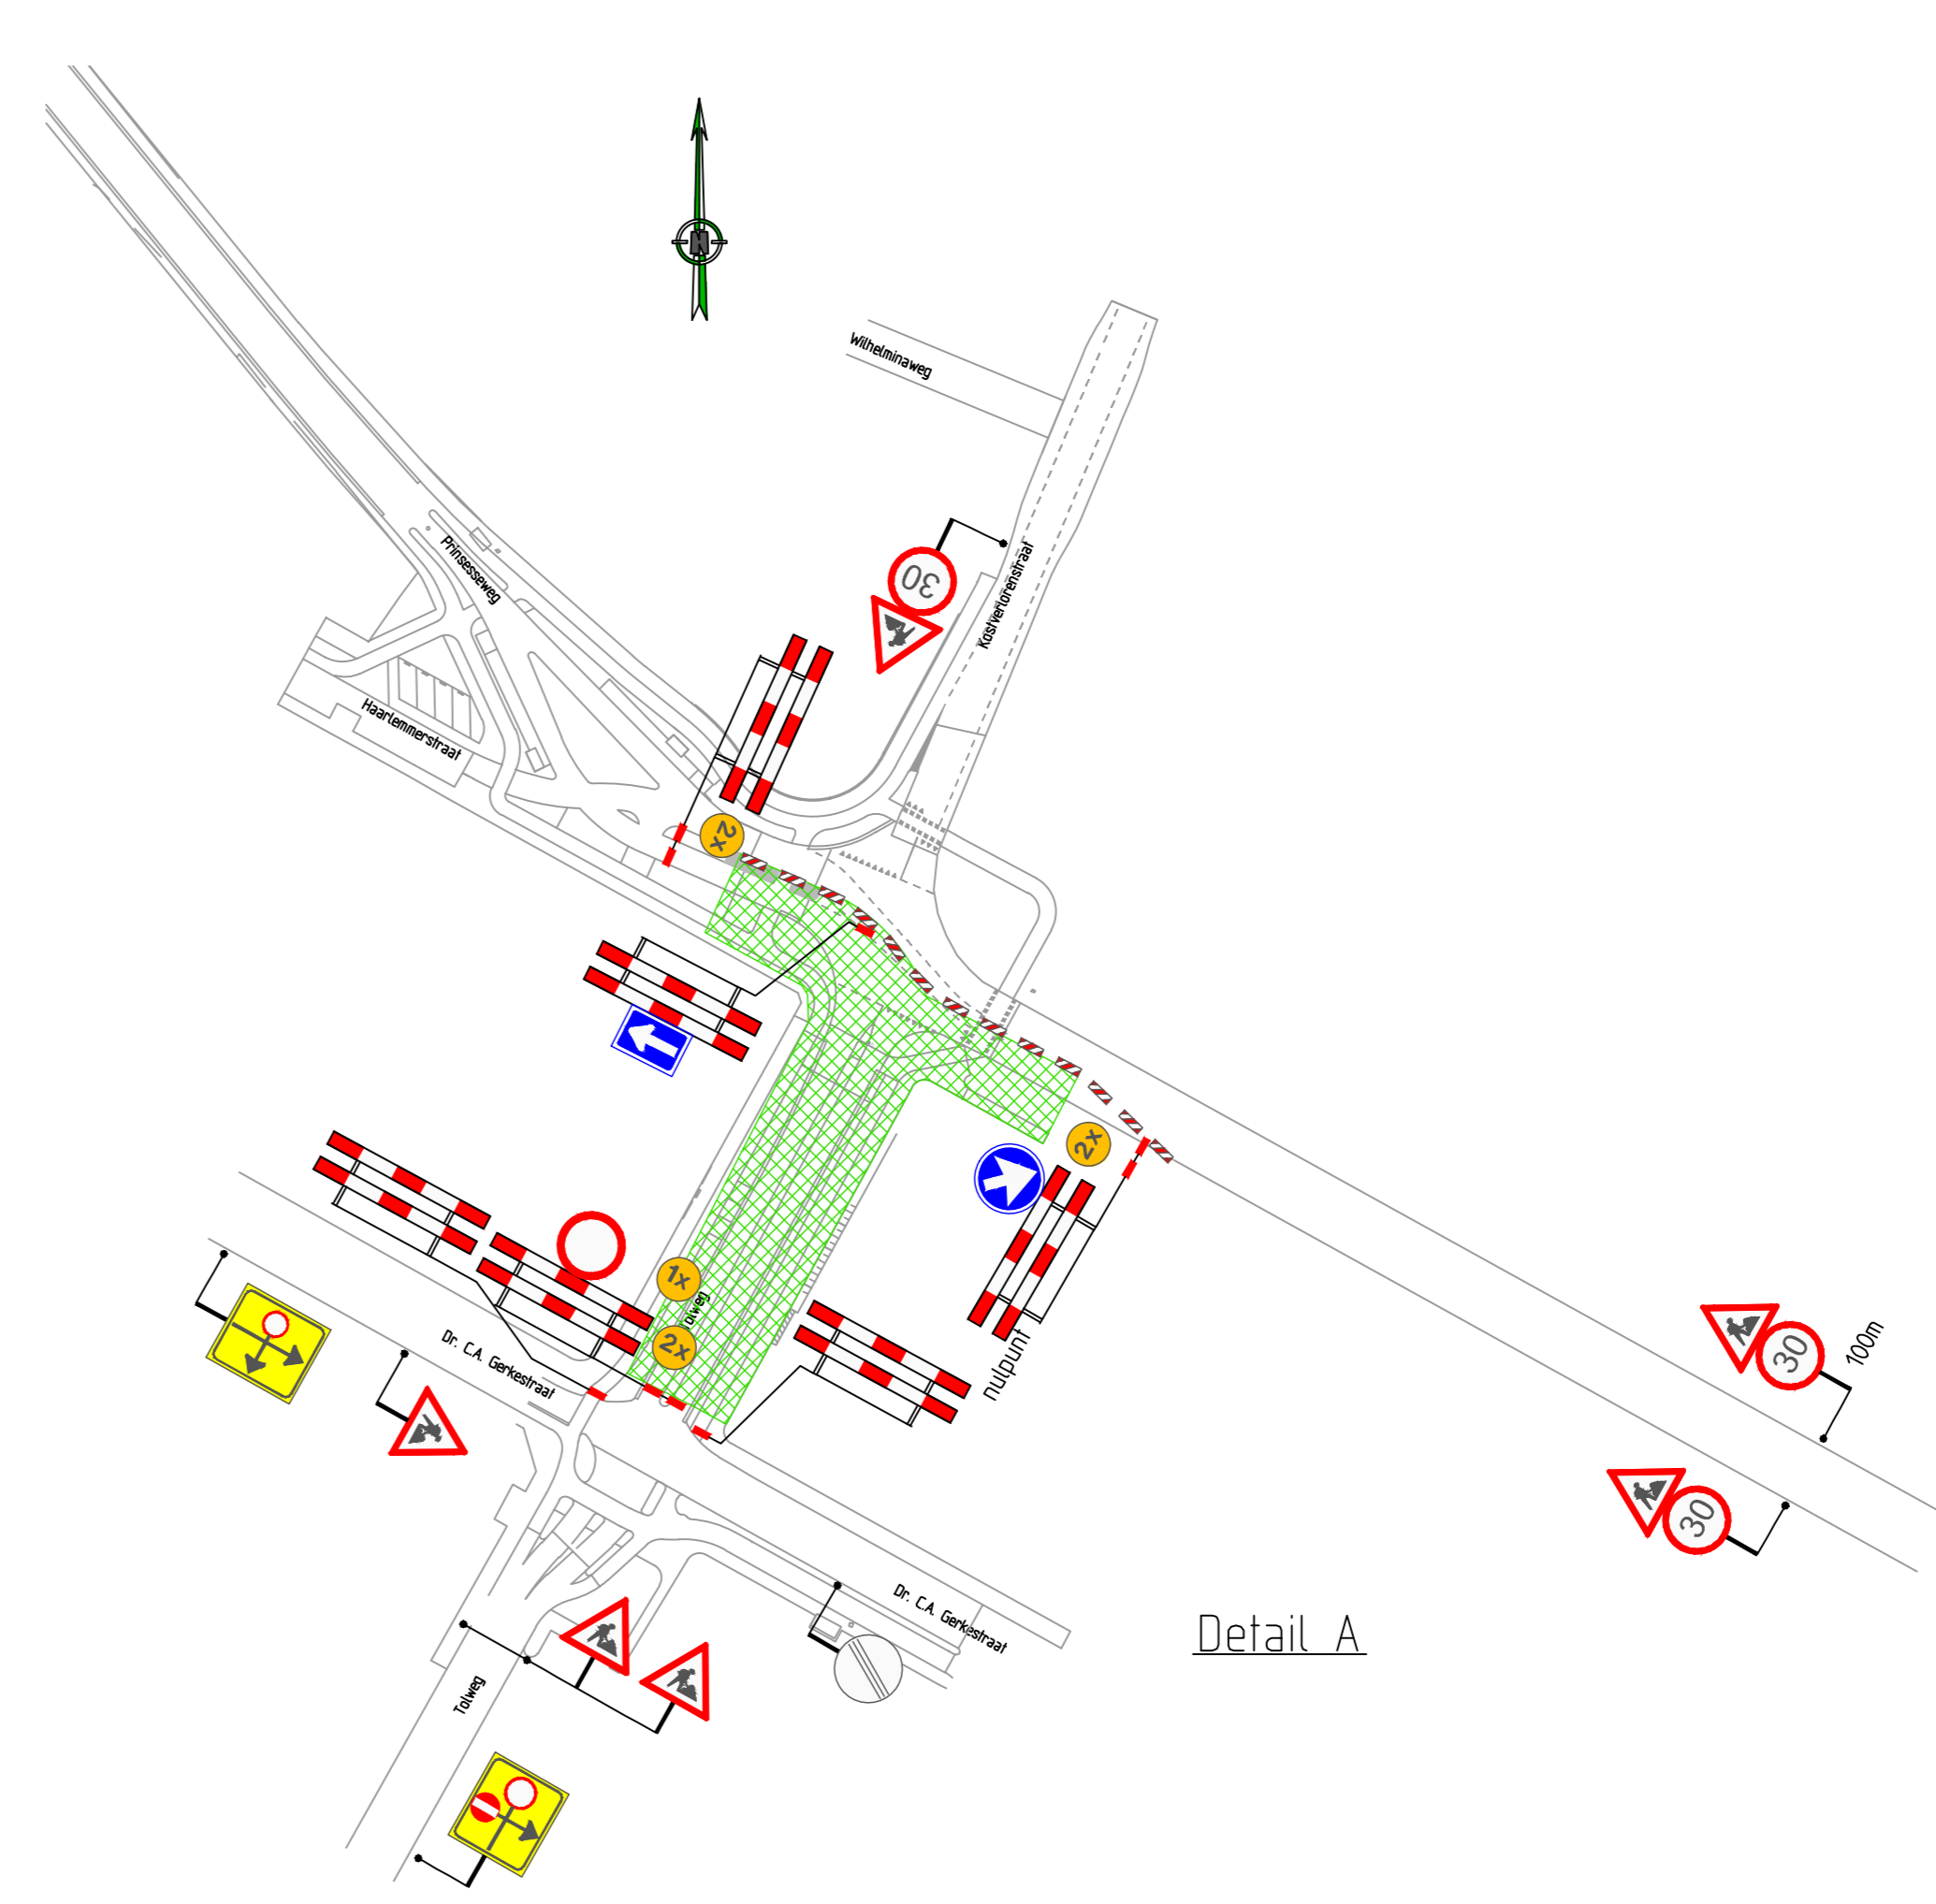 N
Wilhelminaweg
Prinsesseweg
Kostverlorenstraat
30
Haarlemmerstraat
2x
2x
1x
Tolweg
2x
nulpunt
Dr. C.A. Gerkestraat
100m
30
30
Dr. C.A. Gerkestraat
Detail A
Tolweg